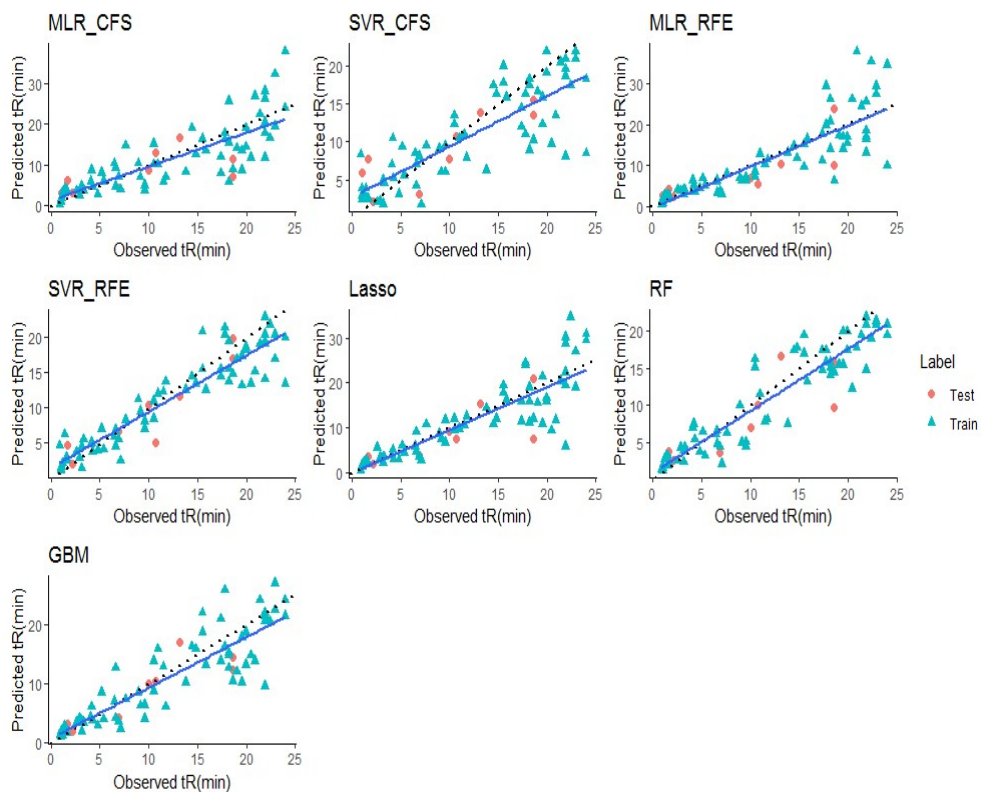 MLR_CFS
Predicted tR(min)
30
20
10
0
0 5 10 15 20 25
Observed tR(min)
SVR_CFS
Predicted tR(min)
20
15
10
5
0 5 10 15 20 25
Observed tR(min)
MLR_RFE
Predicted tR(min)
30
20
10
0
0 5 10 15 20 25
Observed tR(min)
SVR_RFE
Predicted tR(min)
20
15
10
5
0 5 10 15 20 25
Observed tR(min)
Lasso
Predicted tR(min)
30
20
10
0
0 5 10 15 20 25
Observed tR(min)
RF
Predicted tR(min)
20
15
10
5
0 5 10 15 20 25
Observed tR(min)
Label
Test
Train
GBM
Predicted tR(min)
20
10
0
0 5 10 15 20 25
Observed tR(min)